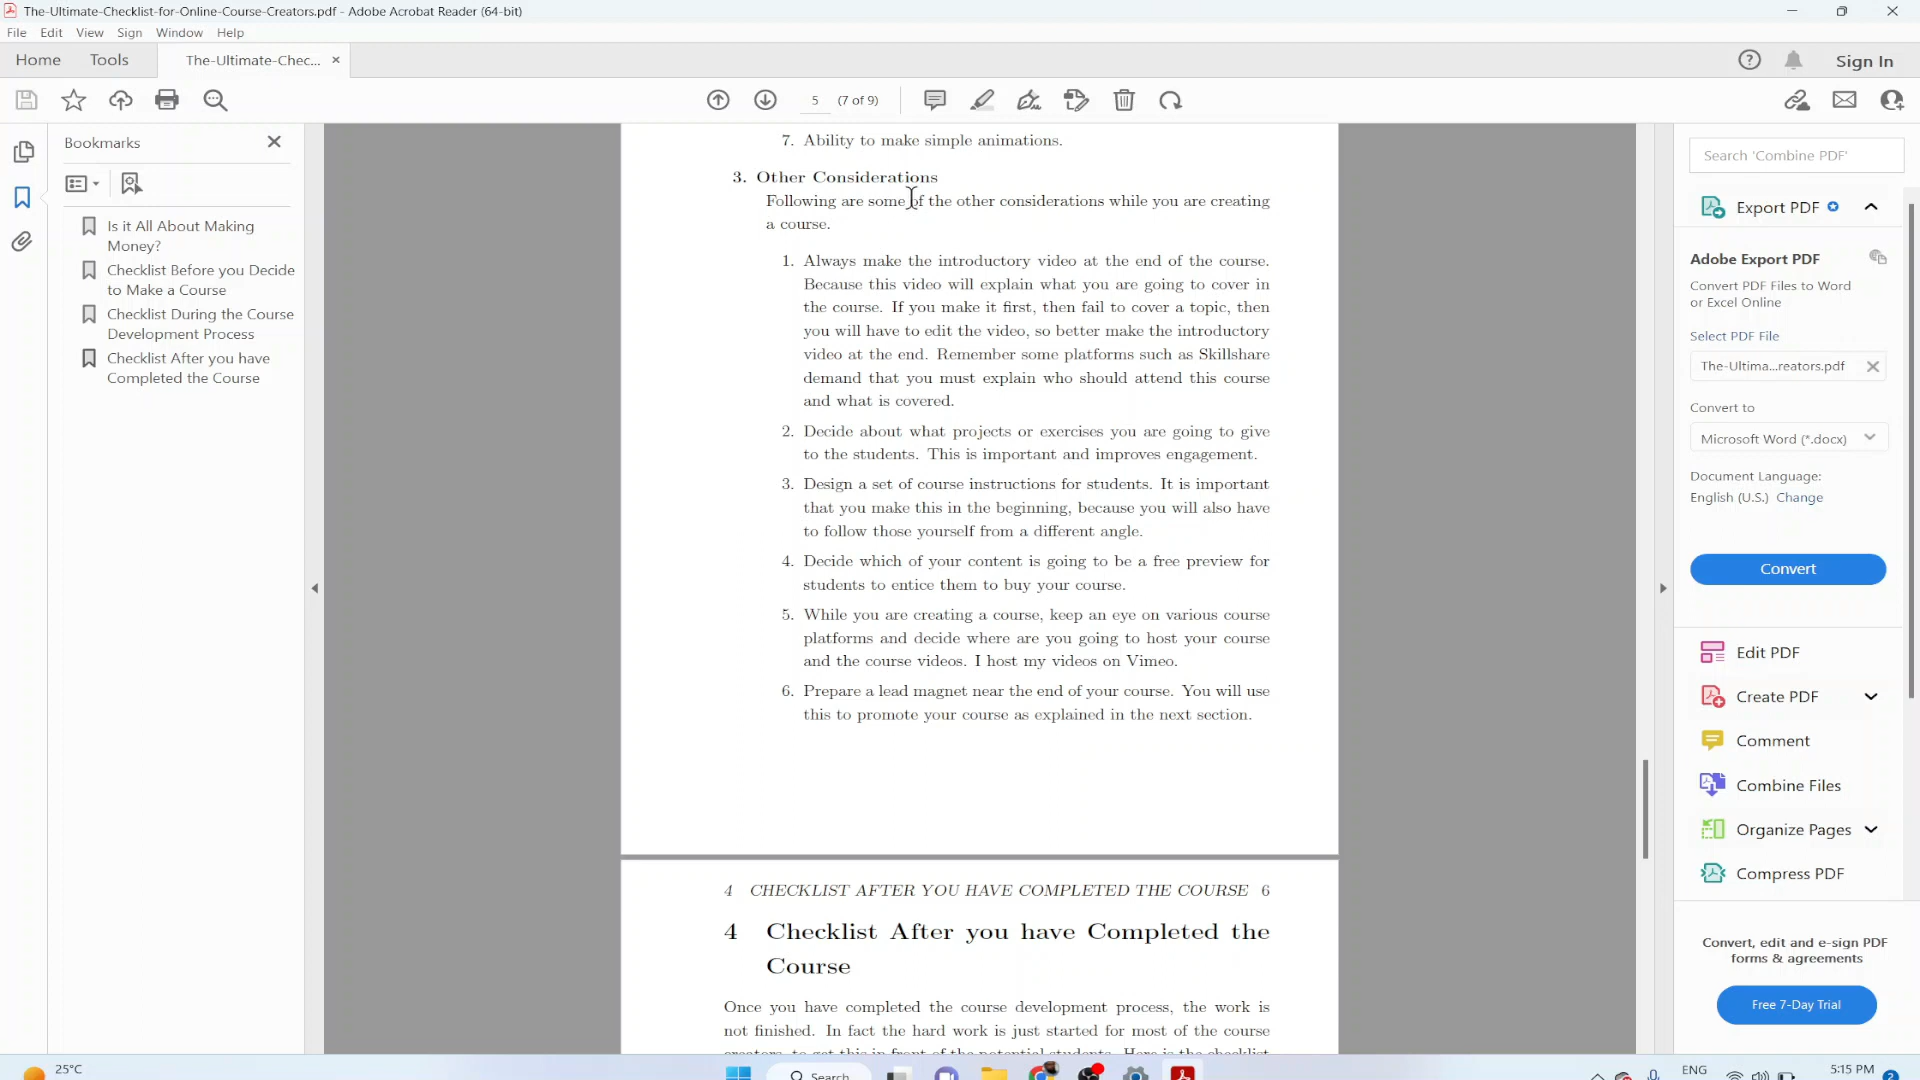 The-Ultimate-Checklist-for-Online-Course-Creators.pdf - Adobe Acrobat Reader (64-bit)
File Edit View Sign Window Help
Home Tools The-Ultimate-Chec... Sign In
5 (7 of 9)
Bookmarks
Is it All About Making
Money?
Checklist Before you Decide
to Make a Course
Checklist During the Course
Development Process
Checklist After you have
Completed the Course
7. Ability to make simple animations.
3. Other Considerations
Following are some of the other considerations while you are creating
a course.
1. Always make the introductory video at the end of the course.
Because this video will explain what you are going to cover in
the course. If you make it first, then fail to cover a topic, then
you will have to edit the video, so better make the introductory
video at the end. Remember some platforms such as Skillshare
demand that you must explain who should attend this course
and what is covered.
2. Decide about what projects or exercises you are going to give
to the students. This is important and improves engagement.
3. Design a set of course instructions for students. It is important
that you make this in the beginning, because you will also have
to follow those yourself from a different angle.
4. Decide which of your content is going to be a free preview for
students to entice them to buy your course.
5. While you are creating a course, keep an eye on various course
platforms and decide where are you going to host your course
and the course videos. I host my videos on Vimeo.
6. Prepare a lead magnet near the end of your course. You will use
this to promote your course as explained in the next section.
4 CHECKLIST AFTER YOU HAVE COMPLETED THE COURSE 6
4 Checklist After you have Completed the
Course
Once you have completed the course development process, the work is
not finished. In fact the hard work is just started for most of the course
creators, to get this in front of the potential students. Here is the checklist
Search 'Combine PDF'
Export PDF
Adobe Export PDF
Convert PDF Files to Word
or Excel Online
Select PDF File
The-Ultima...reators.pdf
Convert to
Microsoft Word (*.docx)
Document Language:
English (U.S.) Change
Convert
Edit PDF
Create PDF
Comment
Combine Files
Organize Pages
Compress PDF
Convert, edit and e-sign PDF
forms & agreements
Free 7-Day Trial
25°C
Search
ENG
5:15 PM
2